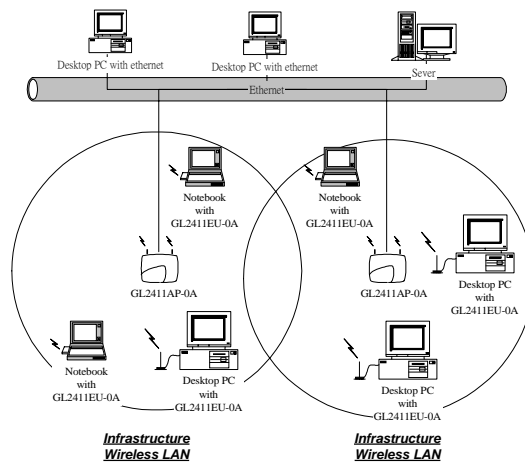 Desktop PC with ethernet
Desktop PC with ethernet
Sever
Ethernet
Notebook
with
GL2411EU-0A
Notebook
with
GL2411EU-0A
GL2411AP-0A
GL2411AP-0A
Desktop PC
with
GL2411EU-0A
Notebook
with
GL2411EU-0A
Desktop PC
with
GL2411EU-0A
Desktop PC
with
GL2411EU-0A
Infrastructure
Wireless LAN
Infrastructure
Wireless LAN